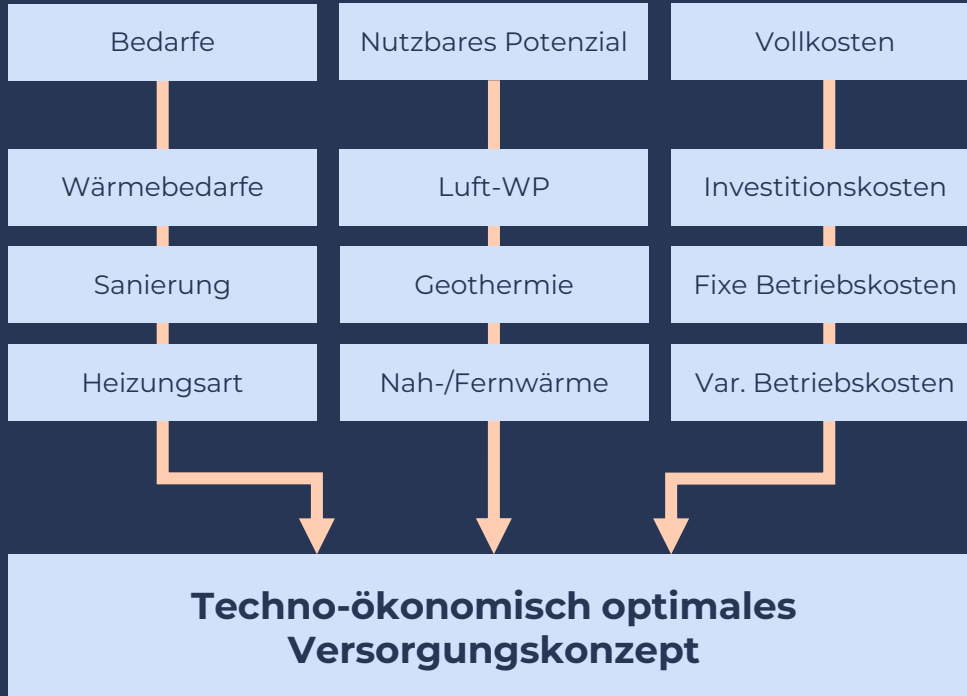 Bedarfe
Nutzbares Potenzial
Vollkosten
Wärmebedarfe
Luft-WP
Investitionskosten
Sanierung
Geothermie
Fixe Betriebskosten
Heizungsart
Nah-/Fernwärme
Var. Betriebskosten
Techno-ökonomisch optimales
Versorgungskonzept